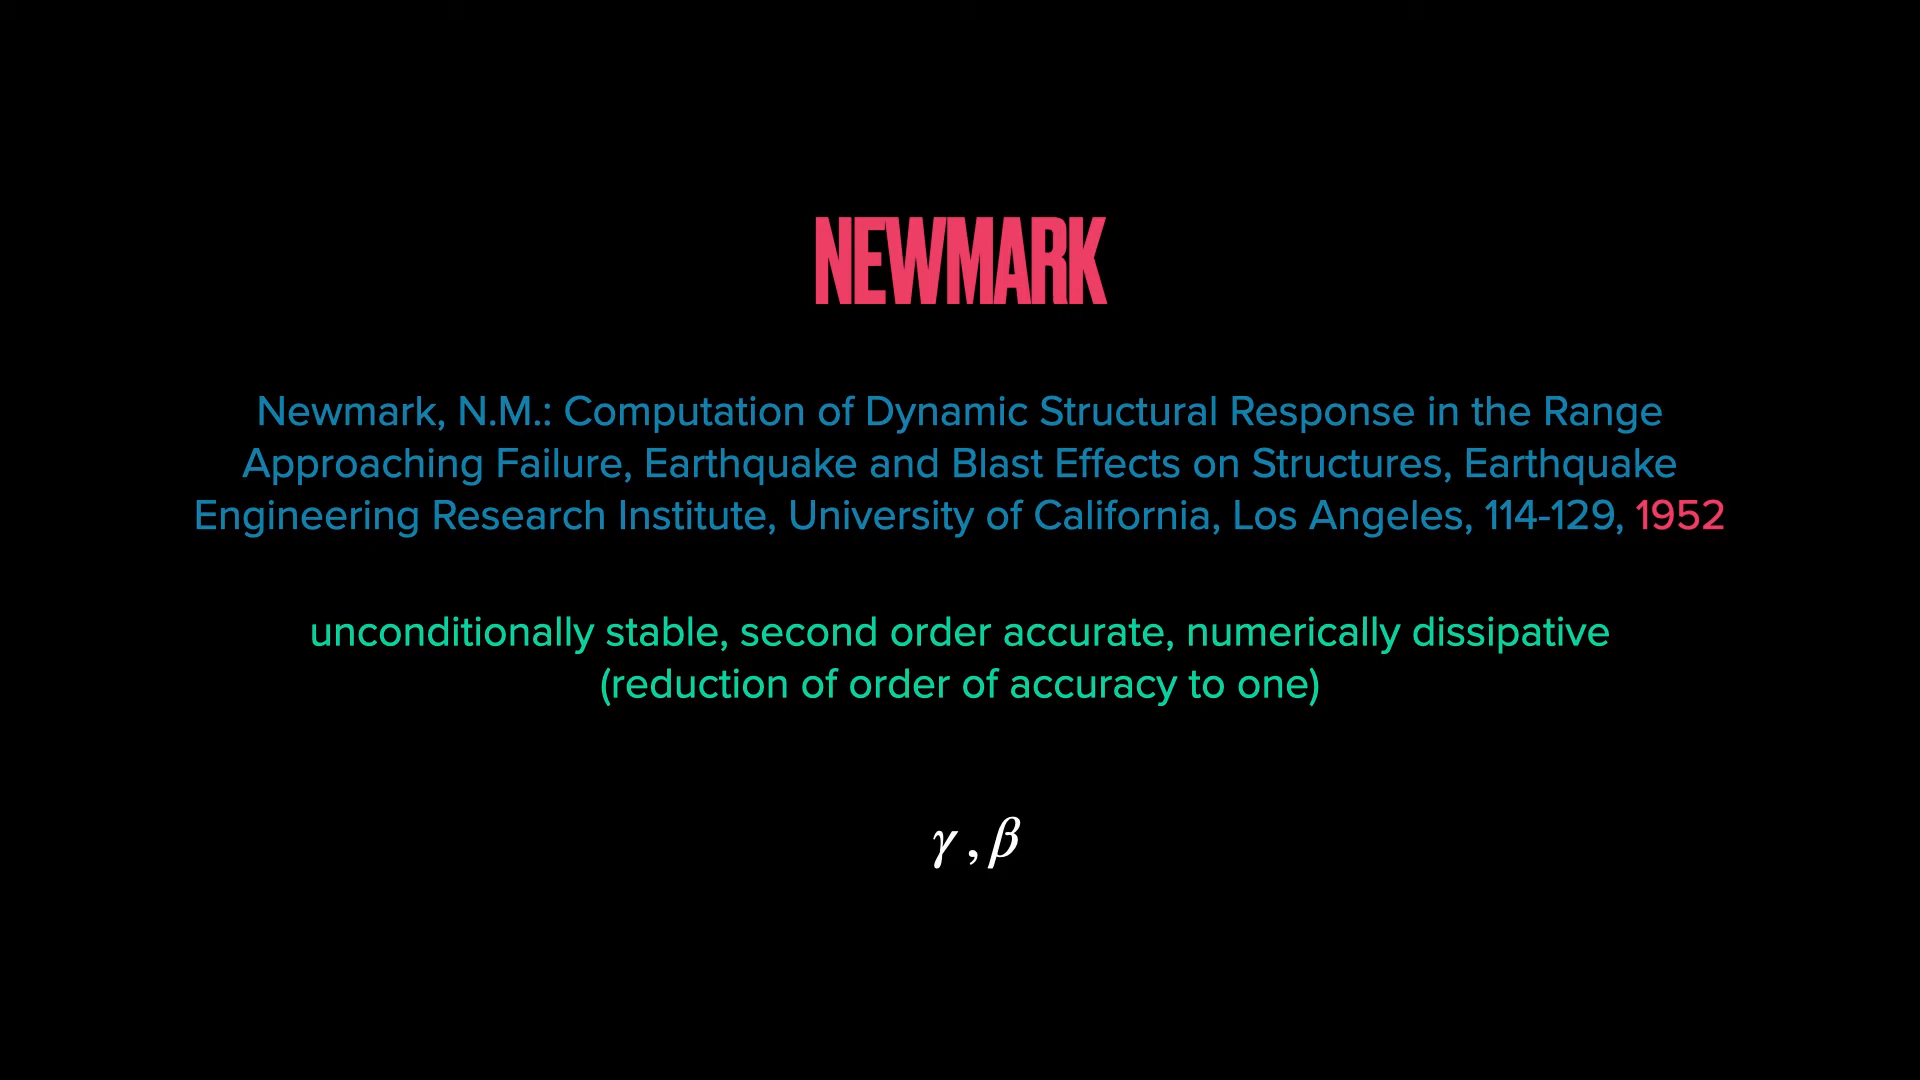 NEWMARK
Newmark, N.M.: Computation of Dynamic Structural Response in the Range
Approaching Failure, Earthquake and Blast Effects on Structures, Earthquake
Engineering Research Institute, University of California, Los Angeles, 114-129, 1952
unconditionally stable, second order accurate, numerically dissipative
(reduction of order of accuracy to one)
γ , β